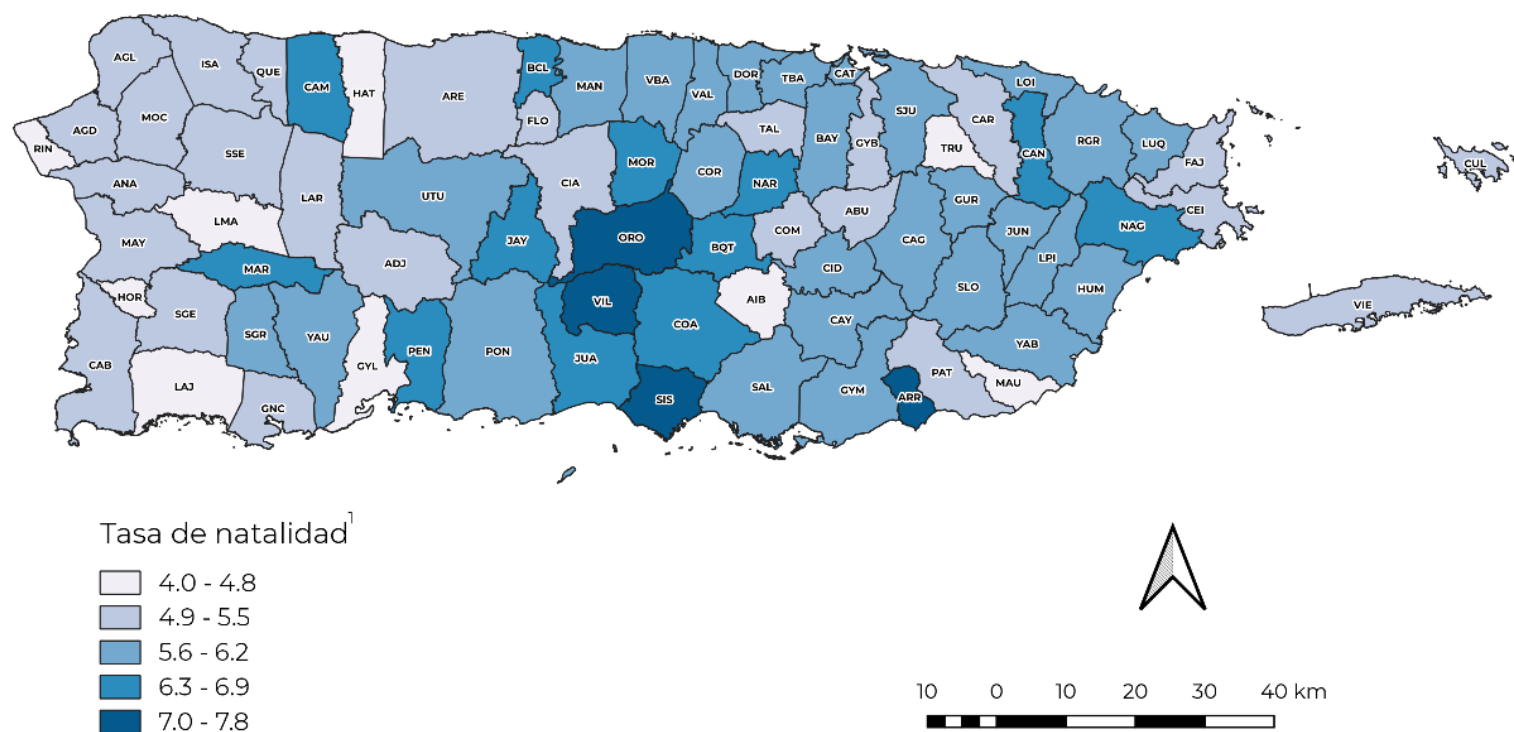 AGL
ISA
QUE
CAM
HAT
ARE
BCL
MAN
VBA
VAL
DOR
TBA
CAT
LOI
AGD
MOC
SSE
FLO
TAL
BAY
GYB
SJU
TRU
CAR
CAN
RGR
LUQ
FAJ
CUL
RIN
ANA
LAR
UTU
CIA
MOR
COR
NAR
ABU
GUR
CEI
MAY
LMA
MAR
ADJ
JAY
ORO
BQT
COM
CID
CAG
JUN
LPI
NAG
HOR
SGE
SGR
YAU
GYL
PEN
PON
VIL
JUA
COA
AIB
CAY
SLO
HUM
VIE
CAB
LAJ
GNC
SIS
SAL
GYM
ARR
PAT
MAU
YAB
Tasa de natalidad¹
4.0 - 4.8
4.9 - 5.5
5.6 - 6.2
6.3 - 6.9
7.0 - 7.8
10 0 10 20 30 40 km